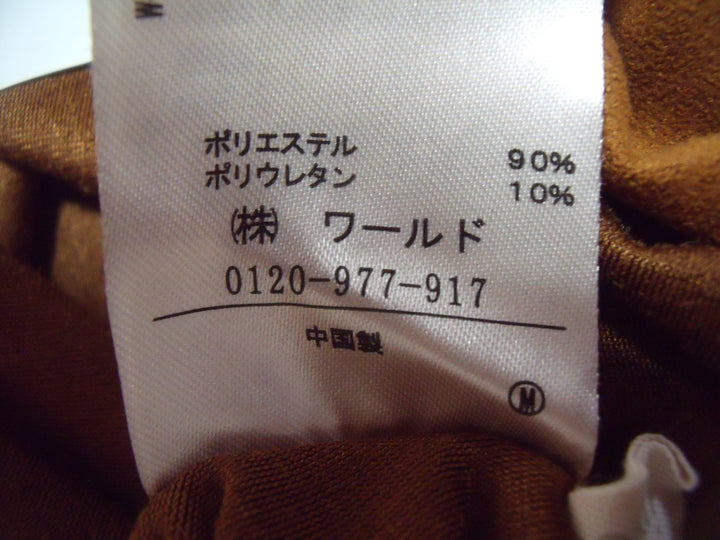 ポリエステル 90%
ポリウレタン 10%
㈱ ワールド
0120-977-917
中国製
Ⓜ